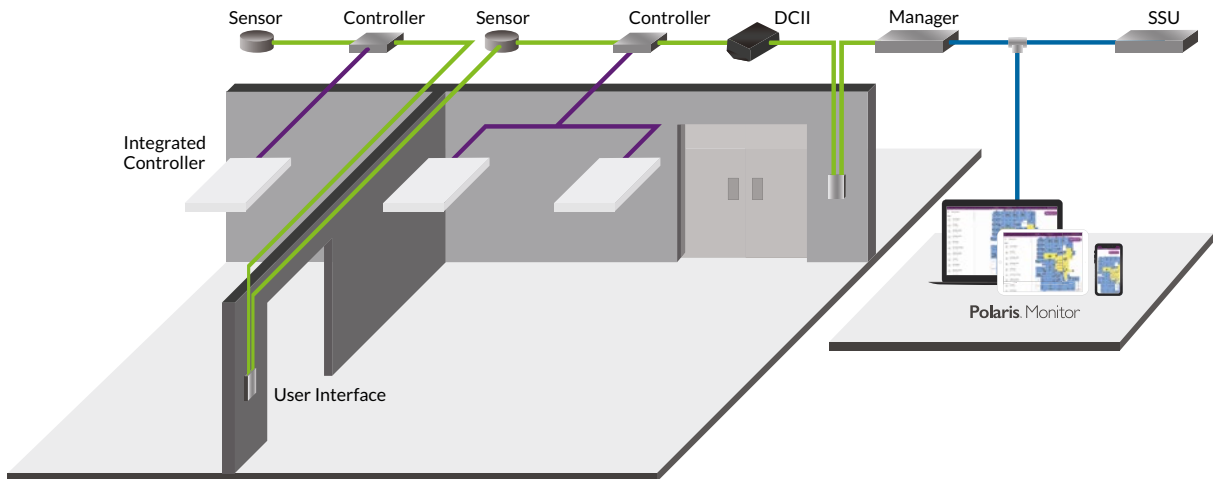 Sensor
Controller
Sensor
Controller
DCII
Manager
SSU
Integrated
Controller
Polaris. Monitor
User Interface